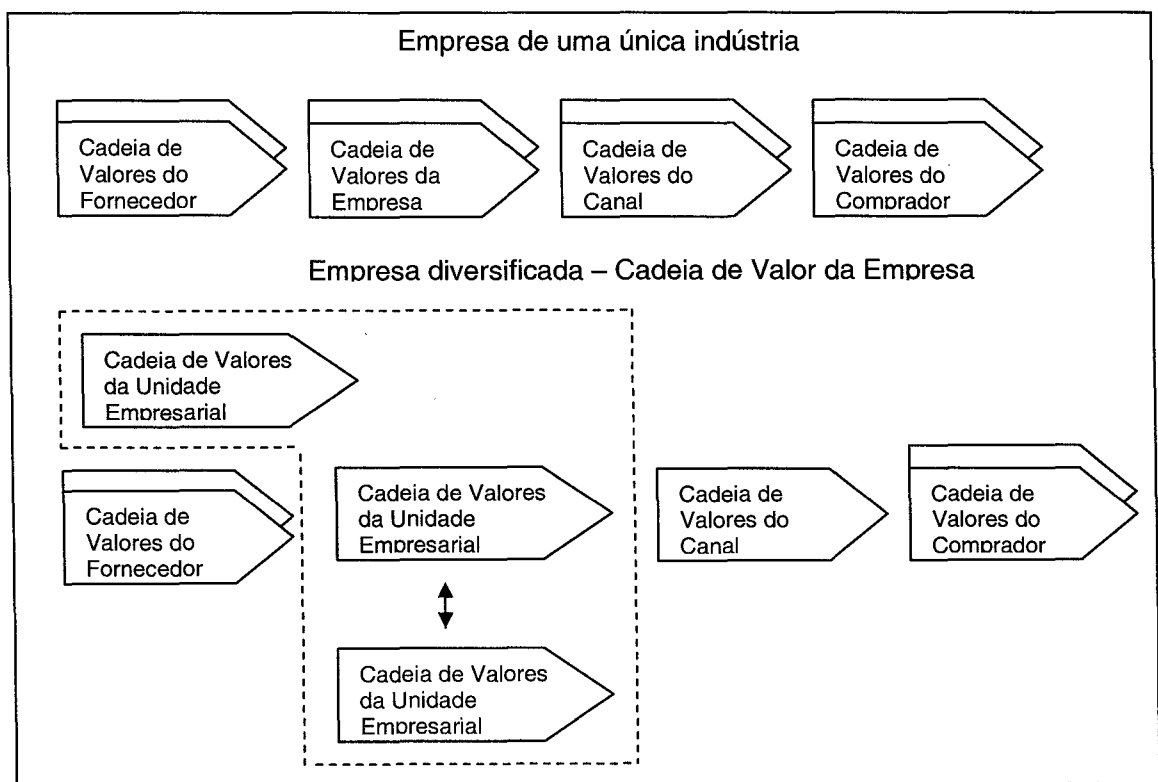 Empresa de uma única indústria
Cadeia de
Valores do
Fornecedor
Cadeia de
Valores da
Empresa
Cadeia de
Valores do
Canal
Cadeia de
Valores do
Comprador
Empresa diversificada – Cadeia de Valor da Empresa
Cadeia de Valores
da Unidade
Empresarial
Cadeia de
Valores do
Fornecedor
Cadeia de Valores
da Unidade
Empresarial
Cadeia de
Valores do
Canal
Cadeia de
Valores do
Comprador
Cadeia de Valores
da Unidade
Empresarial